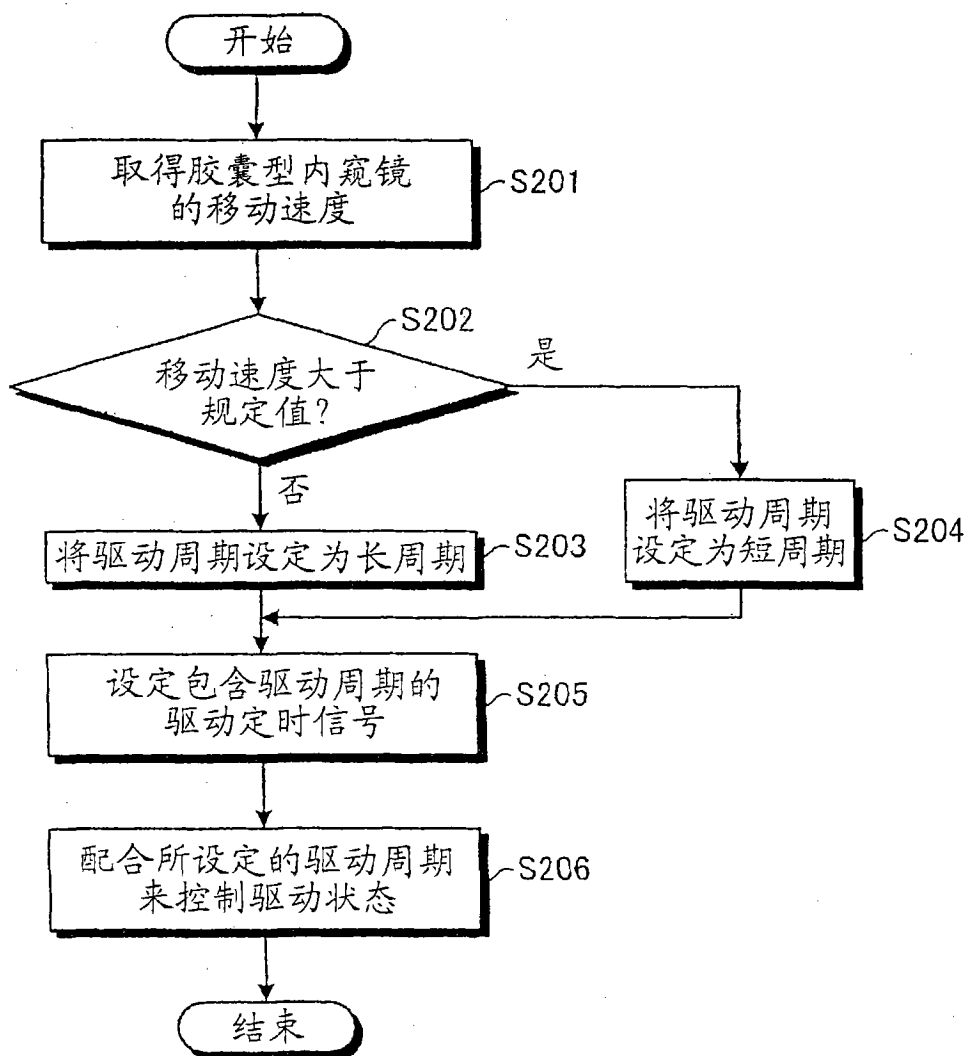 开始
取得胶囊型内窥镜
的移动速度
S201
S202
移动速度大于
规定值?
是
否
将驱动周期设定为长周期
S203
将驱动周期
设定为短周期
S204
设定包含驱动周期的
驱动定时信号
S205
配合所设定的驱动周期
来控制驱动状态
S206
结束